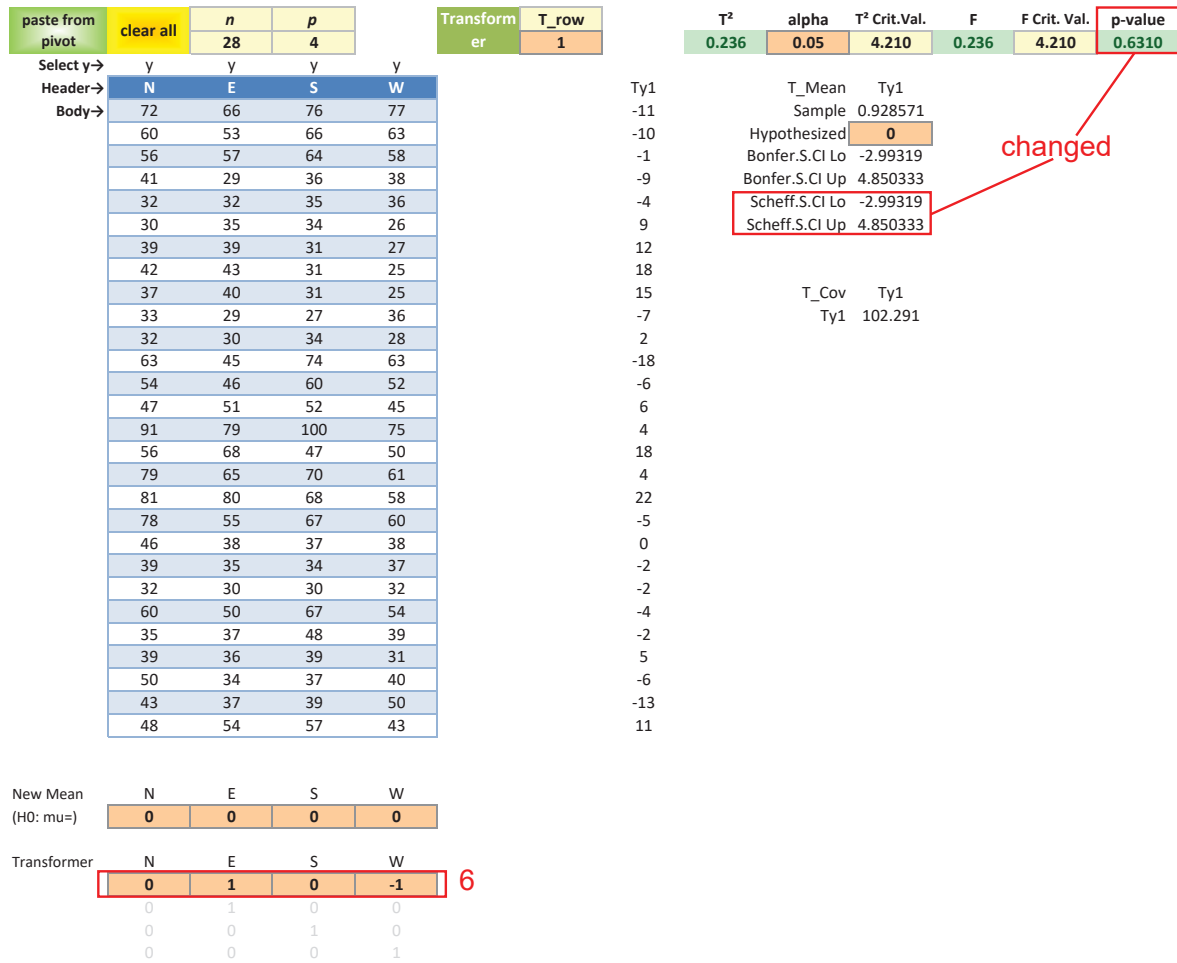 paste from pivot clear all n p Transformer T_row T² alpha T² Crit.Val. F F Crit. Val. p-value
28 4 1 0.236 0.05 4.210 0.236 4.210 0.6310
Select y→ y y y y
Header→ N E S W Ty1 T_Mean Ty1
Body→ 72 66 76 77 -11 Sample 0.928571
60 53 66 63 -10 Hypothesized 0 changed
56 57 64 58 -1 Bonfer.S.CI Lo -2.99319
41 29 36 38 -9 Bonfer.S.CI Up 4.850333
32 32 35 36 -4 Scheff.S.CI Lo -2.99319
30 35 34 26 9 Scheff.S.CI Up 4.850333
39 39 31 27 12
42 43 31 25 18
37 40 31 25 15 T_Cov Ty1
33 29 27 36 -7 Ty1 102.291
32 30 34 28 2
63 45 74 63 -18
54 46 60 52 -6
47 51 52 45 6
91 79 100 75 4
56 68 47 50 18
79 65 70 61 4
81 80 68 58 22
78 55 67 60 -5
46 38 37 38 0
39 35 34 37 -2
32 30 30 32 -2
60 50 67 54 -4
35 37 48 39 -2
39 36 39 31 5
50 34 37 40 -6
43 37 39 50 -13
48 54 57 43 11
New Mean N E S W
(H0: mu=) 0 0 0 0
Transformer N E S W
0 1 0 -1 6
0 1 0 0
0 0 1 0
0 0 0 1